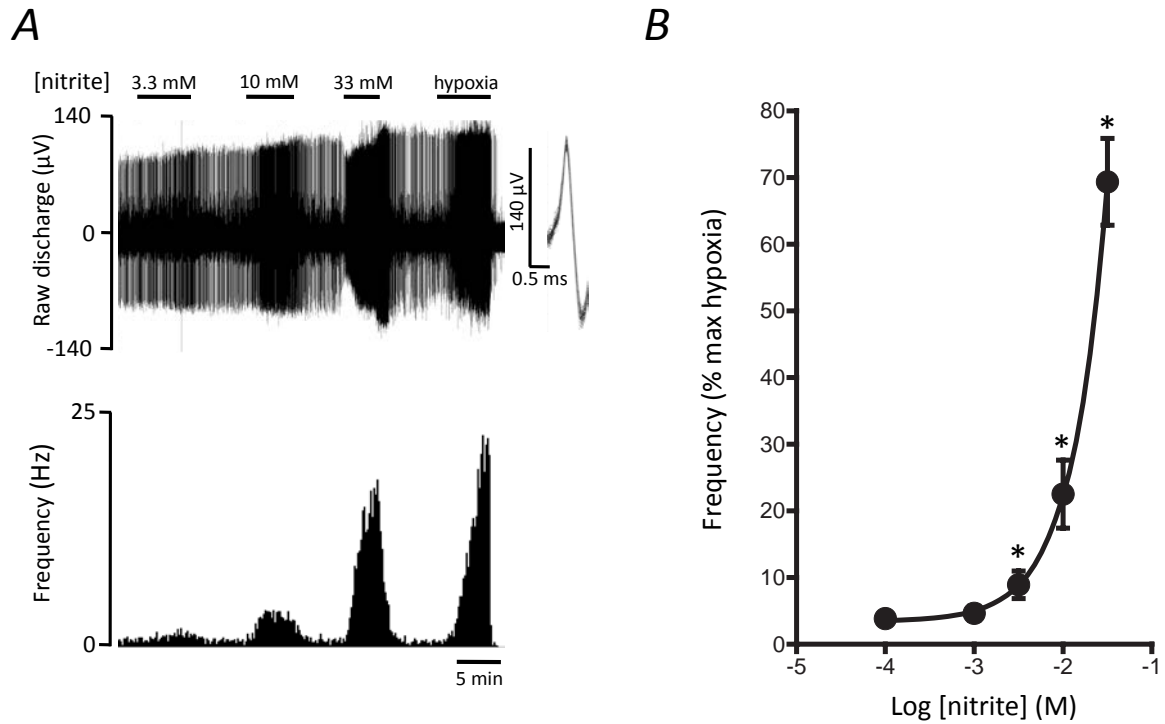 A
B
[nitrite] 3.3 mM 10 mM 33 mM hypoxia
140
0
-140
Raw discharge (µV)
140 µV
0.5 ms
25
0
Frequency (Hz)
5 min
80
70
60
50
40
30
20
10
0
Frequency (% max hypoxia)
*
*
*
-5 -4 -3 -2 -1
Log [nitrite] (M)